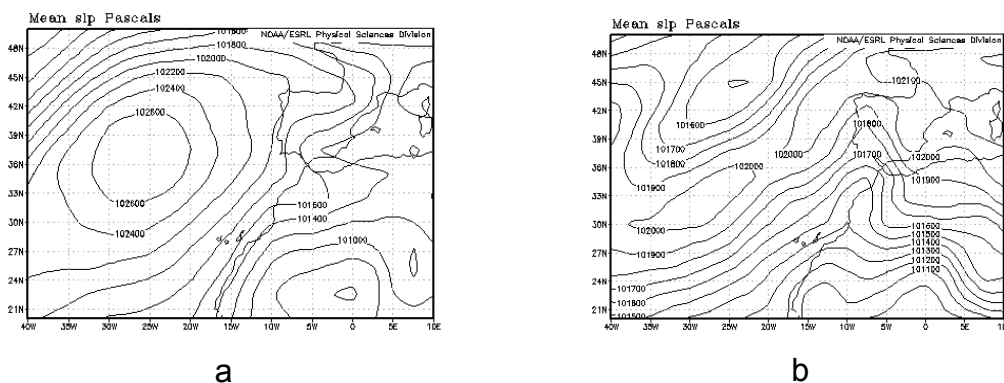 Mean slp Pascals
NOAA/ESRL Physical Sciences Division
101600
101800
102000
102200
102400
102600
102600
102400
101600
101400
101000
48N
45N
42N
39N
36N
33N
30N
27N
24N
21N
40W 35W 30W 25W 20W 15W 10W 5W 0 5E 10E
a
Mean slp Pascals
NOAA/ESRL Physical Sciences Division
102100
101600
101700
101800
101900
102000
102000
101800
101700
102000
101900
102000
101900
101700
101600
101500
101600
101500
101400
101300
101200
101100
48N
45N
42N
39N
36N
33N
30N
27N
24N
21N
40W 35W 30W 25W 20W 15W 10W 5W 0 5E
b